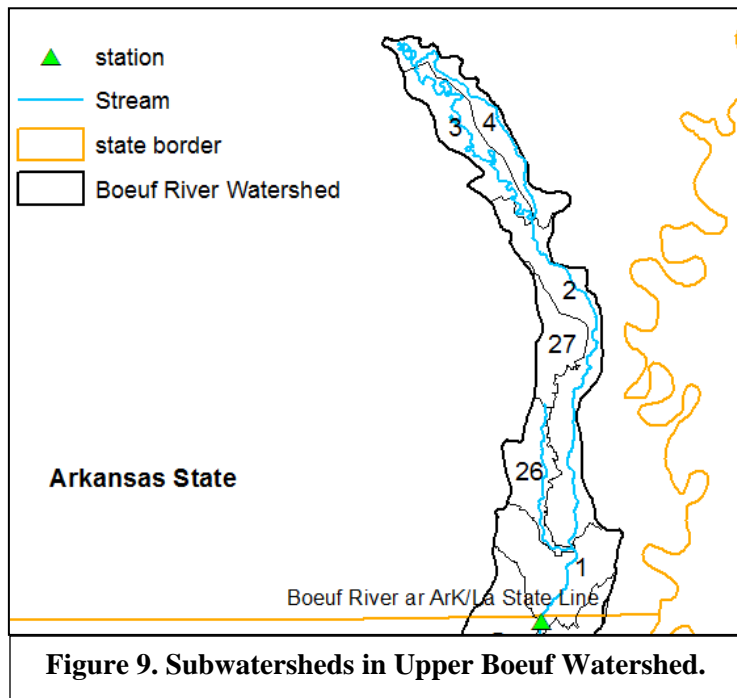 station
Stream
state border
Boeuf River Watershed
3
4
2
27
26
Arkansas State
1
Boeuf River ar ArK/La State Line
Figure 9. Subwatersheds in Upper Boeuf Watershed.